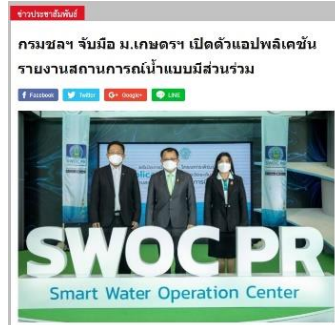 ข่าวประชาสัมพันธ์
กรมชลฯ จับมือ ม.เกษตรฯ เปิดตัวแอปพลิเคชัน
รายงานสถานการณ์น้ำแบบมีส่วนร่วม
Facebook Twitter Google+ LINE
SWOC PR
Smart Water Operation Center